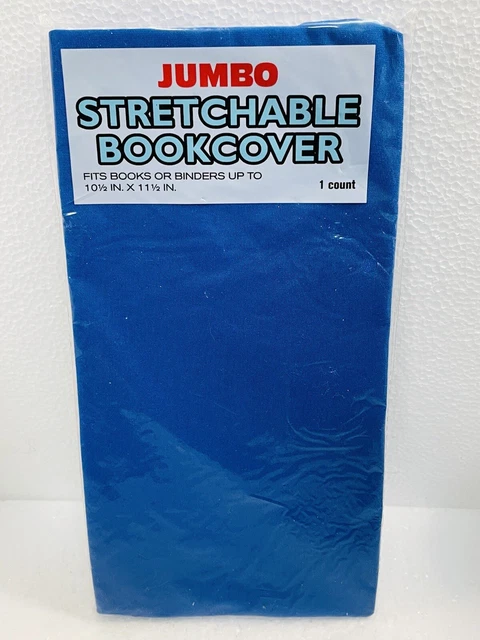 JUMBO
STRETCHABLE
BOOKCOVER
FITS BOOKS OR BINDERS UP TO
10½ IN. X 11½ IN.
1 count